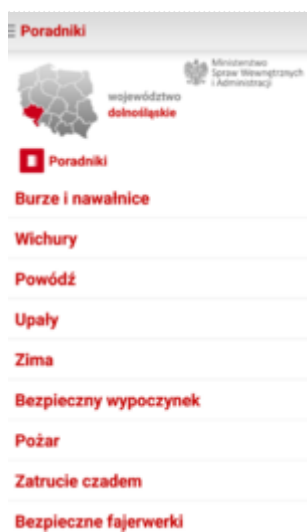 Poradniki
Ministerstwo
Spraw Wewnętrznych
i Administracji
województwo
dolnośląskie
Poradniki
Burze i nawałnice
Wichury
Powódź
Upały
Zima
Bezpieczny wypoczynek
Pożar
Zatrucie czadem
Bezpieczne fajerwerki